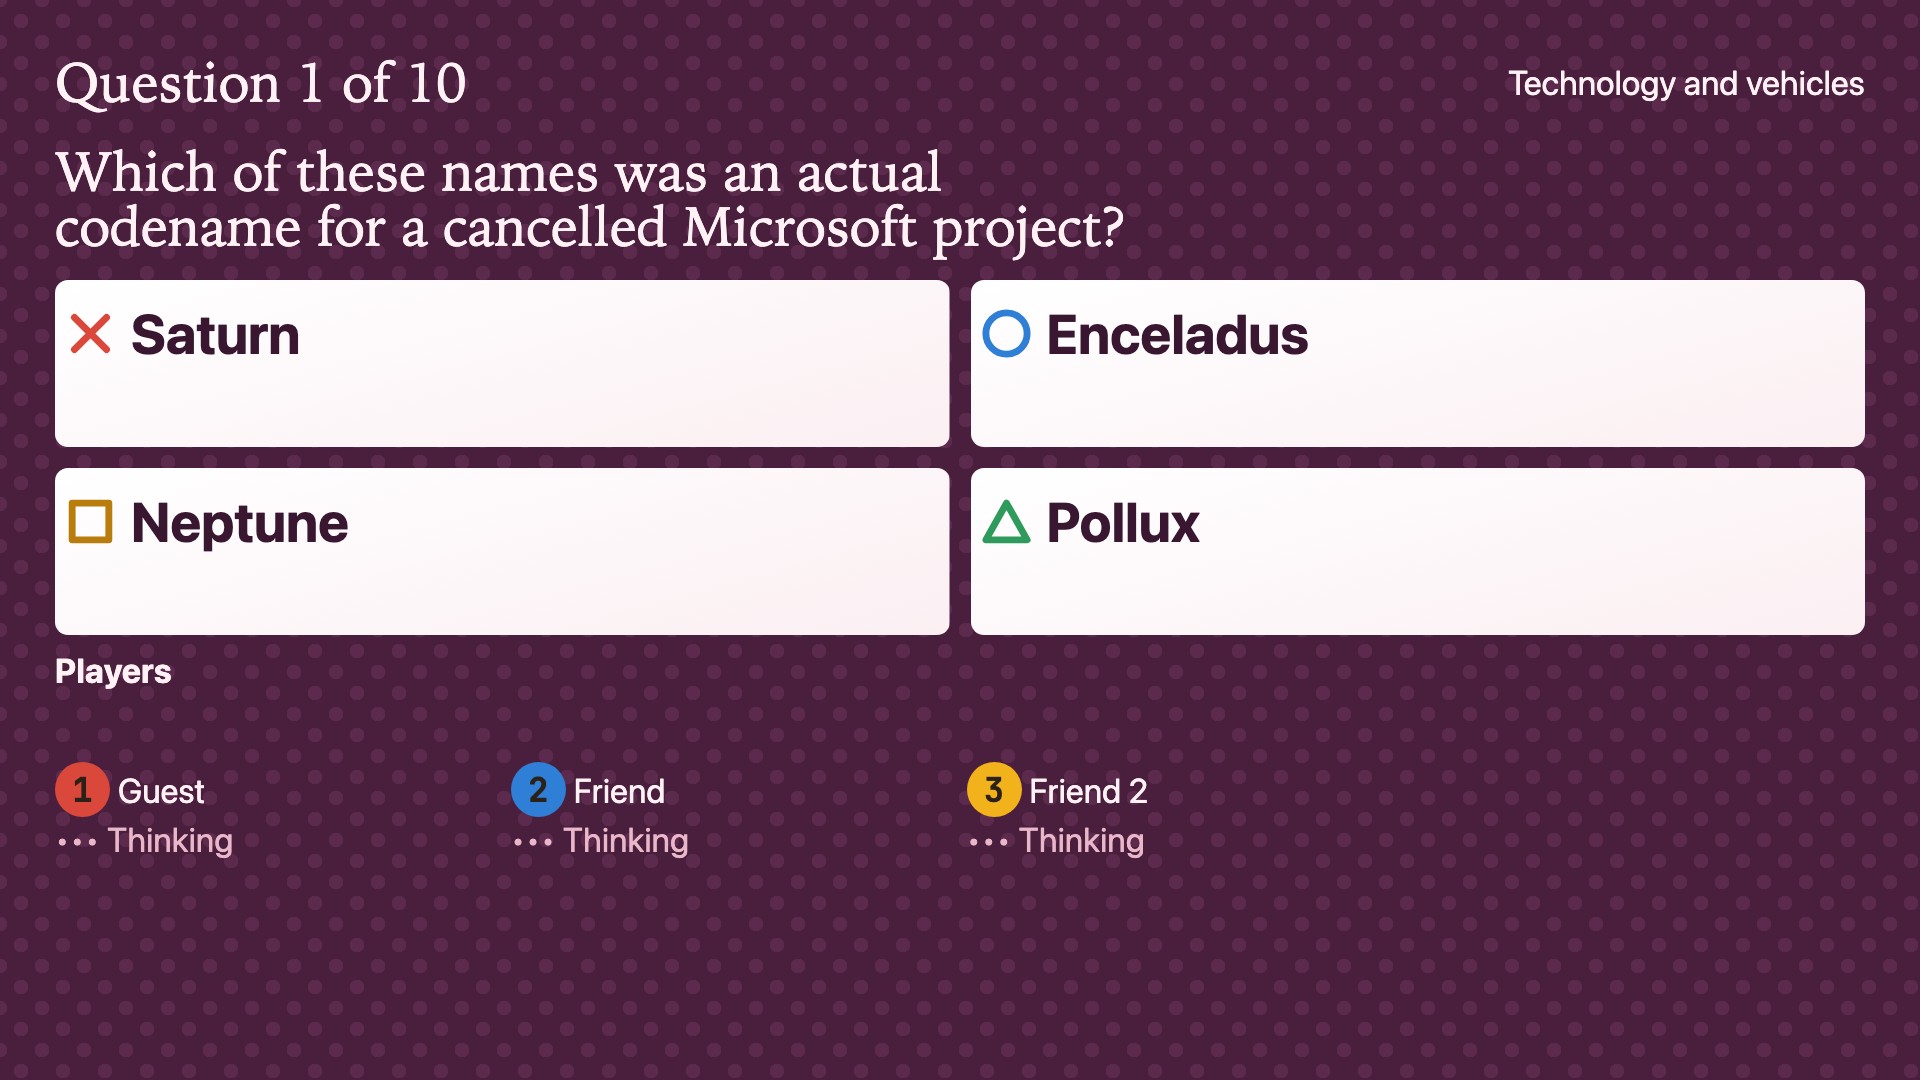 Question 1 of 10
Technology and vehicles
Which of these names was an actual
codename for a cancelled Microsoft project?
Saturn
Enceladus
Neptune
Pollux
Players
1 Guest
2 Friend
3 Friend 2
••• Thinking
••• Thinking
••• Thinking